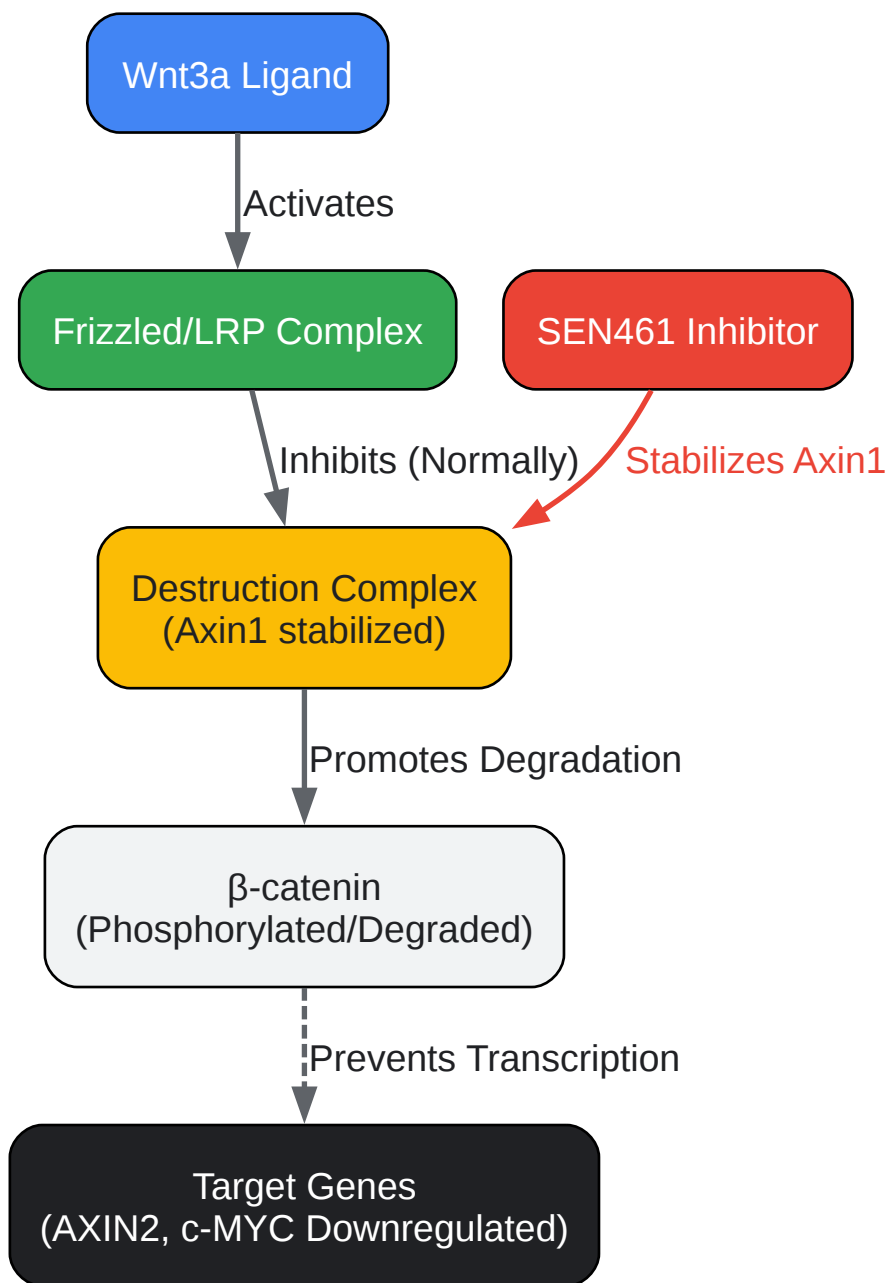 Wnt3a Ligand
Activates
Frizzled/LRP Complex
SEN461 Inhibitor
Inhibits (Normally)
Stabilizes Axin1
Destruction Complex
(Axin1 stabilized)
Promotes Degradation
β-catenin
(Phosphorylated/Degraded)
Prevents Transcription
Target Genes
(AXIN2, c-MYC Downregulated)